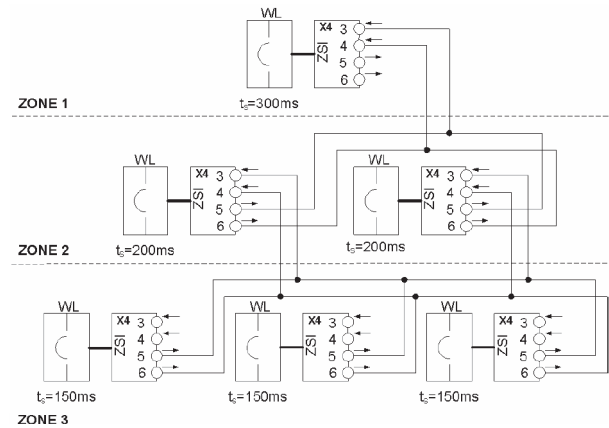 WL
X4 3
4
5
6
ZSI
tₛ=300ms
ZONE 1
WL
X4 3
4
5
6
ZSI
tₛ=200ms
WL
X4 3
4
5
6
ZSI
tₛ=200ms
ZONE 2
WL
X4 3
4
5
6
ZSI
tₛ=150ms
WL
X4 3
4
5
6
ZSI
tₛ=150ms
WL
X4 3
4
5
6
ZSI
tₛ=150ms
ZONE 3